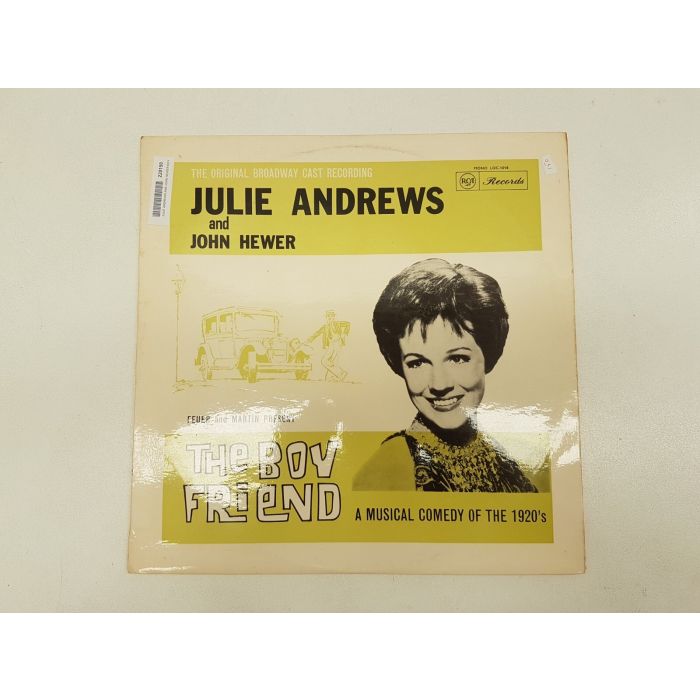 THE ORIGINAL BROADWAY CAST RECORDING
JULIE ANDREWS
and
JOHN HEWER
RCA
Records
229150
FEUER and MARTIN PRESENT
THE BOY
FRIEND
A MUSICAL COMEDY OF THE 1920's